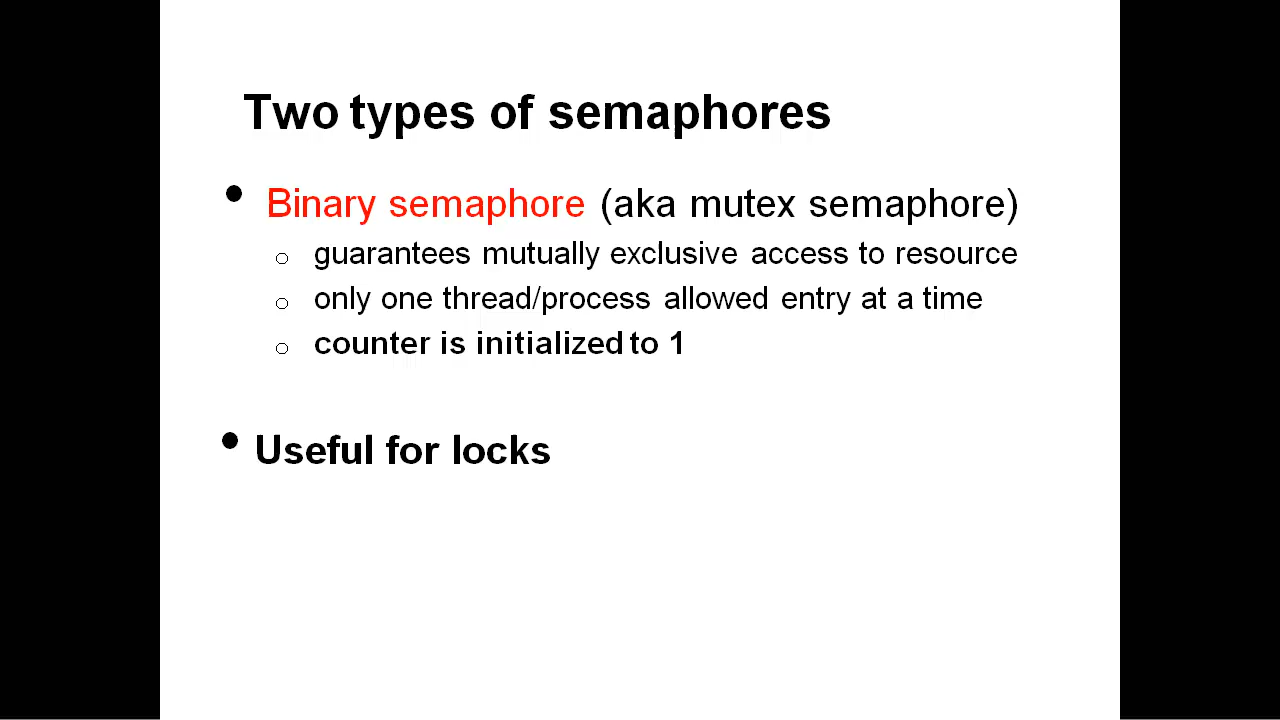 Two types of semaphores
• Binary semaphore (aka mutex semaphore)
○ guarantees mutually exclusive access to resource
○ only one thread/process allowed entry at a time
○ counter is initialized to 1
• Useful for locks